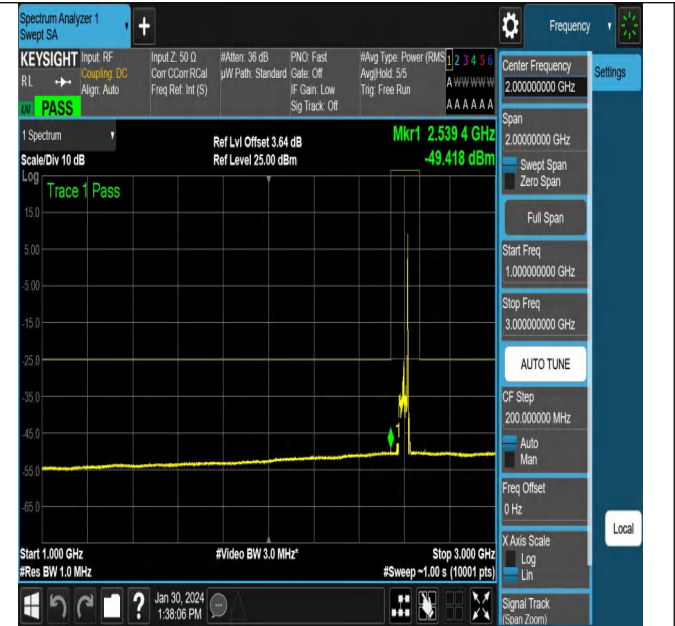 Spectrum Analyzer 1
Swept SA
Frequency
KEYSIGHT
RL
LXI
PASS
Input: RF
Coupling: DC
Align: Auto
Input Z: 50 Ω
Corr CCorr RCal
Freq Ref: Int (S)
#Atten: 36 dB
µW Path: Standard
PNO: Fast
Gate: Off
IF Gain: Low
Sig Track: Off
#Avg Type: Power (RMS
Avg|Hold: 5/5
Trig: Free Run
1 2 3 4 5 6
A W W W W W
A A A A A A
1 Spectrum
Scale/Div 10 dB
Ref Lvl Offset 3.64 dB
Ref Level 25.00 dBm
Mkr1 2.539 4 GHz
-49.418 dBm
Log
Trace 1 Pass
15.0
5.00
-5.00
-15.0
-25.0
-35.0
-45.0
-55.0
-65.0
1
Start 1.000 GHz
#Res BW 1.0 MHz
#Video BW 3.0 MHz*
Stop 3.000 GHz
#Sweep ~1.00 s (10001 pts)
Jan 30, 2024
1:38:06 PM
Center Frequency
2.000000000 GHz
Settings
Span
2.00000000 GHz
Swept Span
Zero Span
Full Span
Start Freq
1.000000000 GHz
Stop Freq
3.000000000 GHz
AUTO TUNE
CF Step
200.000000 MHz
Auto
Man
Freq Offset
0 Hz
X Axis Scale
Log
Lin
Local
Signal Track
(Span Zoom)